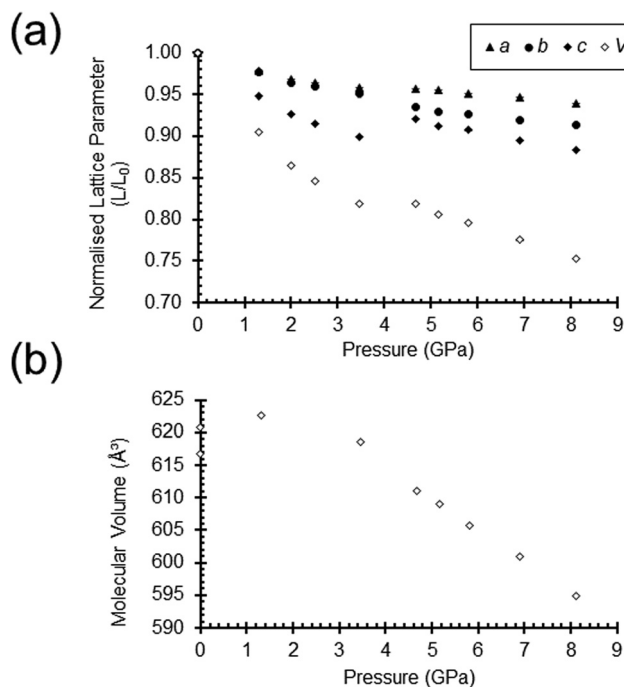 (a)
▲ a ● b ◆ c ◇ V
Normalised Lattice Parameter
(L/L₀)
1.00
0.95
0.90
0.85
0.80
0.75
0.70
0 1 2 3 4 5 6 7 8 9
Pressure (GPa)
(b)
Molecular Volume (Å³)
625
620
615
610
605
600
595
590
0 1 2 3 4 5 6 7 8 9
Pressure (GPa)